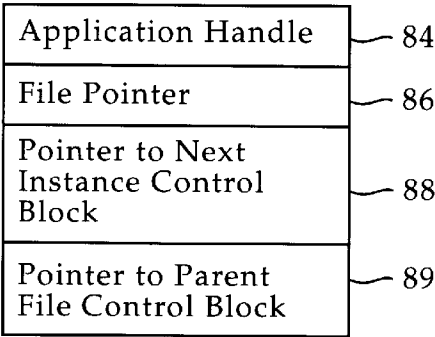 Application Handle 84
File Pointer 86
Pointer to Next
Instance Control 88
Block
Pointer to Parent 89
File Control Block